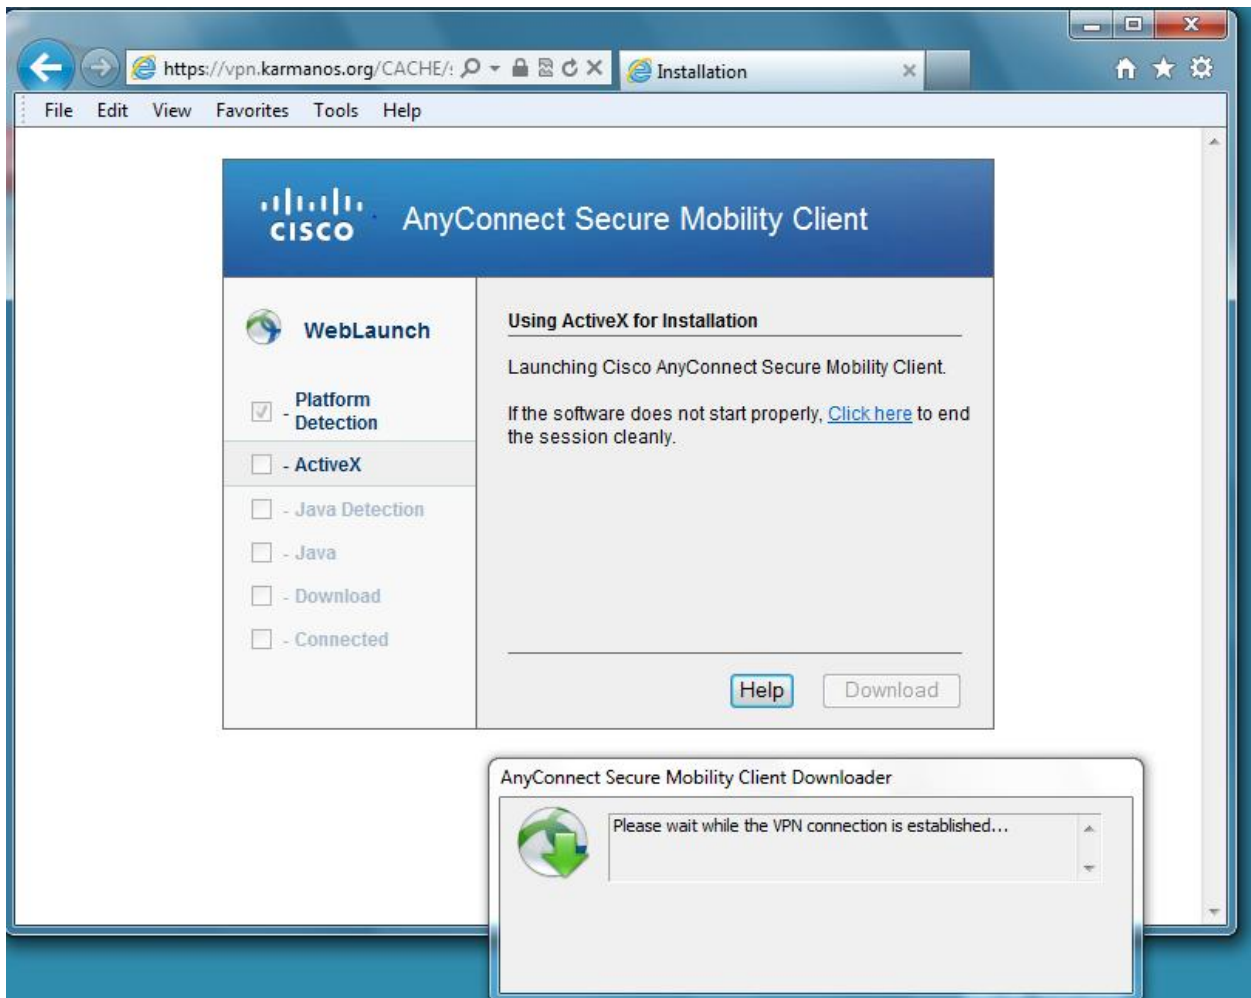 https://vpn.karmanos.org/CACHE/:
Installation
File Edit View Favorites Tools Help
CISCO AnyConnect Secure Mobility Client
WebLaunch
- Platform
Detection
- ActiveX
- Java Detection
- Java
- Download
- Connected
Using ActiveX for Installation
Launching Cisco AnyConnect Secure Mobility Client.
If the software does not start properly, Click here to end
the session cleanly.
Help Download
AnyConnect Secure Mobility Client Downloader
Please wait while the VPN connection is established...